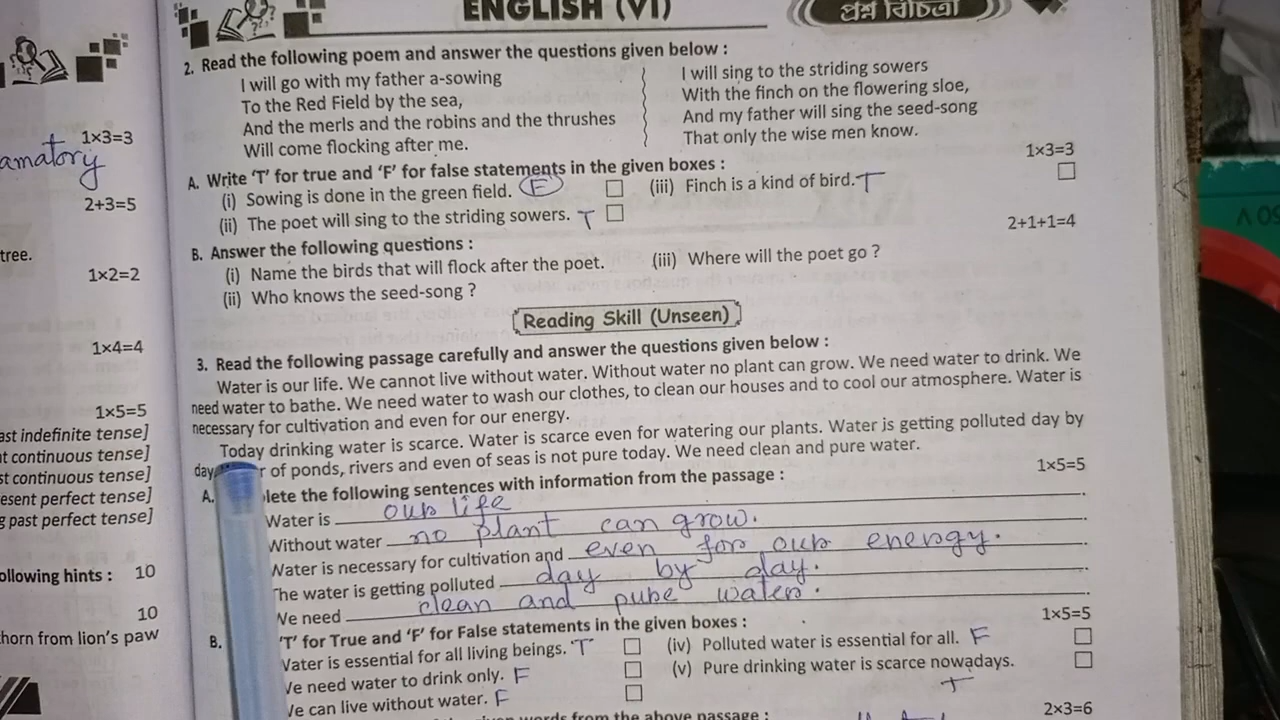 ENGLISH (VI)
প্রশ্ন বিচিত্রা
amatory
1×3=3
2+3=5
tree.
1×2=2
1×4=4
1×5=5
ast indefinite tense]
t continuous tense]
st continuous tense]
esent perfect tense]
g past perfect tense]
ollowing hints : 10
10
horn from lion's paw
2. Read the following poem and answer the questions given below :
I will go with my father a-sowing
To the Red Field by the sea,
And the merls and the robins and the thrushes
Will come flocking after me.
I will sing to the striding sowers
With the finch on the flowering sloe,
And my father will sing the seed-song
That only the wise men know.
A. Write 'T' for true and 'F' for false statements in the given boxes : 1×3=3
(i) Sowing is done in the green field. F
(iii) Finch is a kind of bird. T
(ii) The poet will sing to the striding sowers. T
B. Answer the following questions : 2+1+1=4
(i) Name the birds that will flock after the poet. (iii) Where will the poet go ?
(ii) Who knows the seed-song ?
Reading Skill (Unseen)
3. Read the following passage carefully and answer the questions given below :
Water is our life. We cannot live without water. Without water no plant can grow. We need water to drink. We
need water to bathe. We need water to wash our clothes, to clean our houses and to cool our atmosphere. Water is
necessary for cultivation and even for our energy.
Today drinking water is scarce. Water is scarce even for watering our plants. Water is getting polluted day by
day r of ponds, rivers and even of seas is not pure today. We need clean and pure water.
A. lete the following sentences with information from the passage : 1×5=5
Water is our life.
Without water no plant can grow.
Water is necessary for cultivation and even for our energy.
The water is getting polluted day by day.
We need clean and pure water.
B. 'T' for True and 'F' for False statements in the given boxes : 1×5=5
Water is essential for all living beings. 'T'
(iv) Polluted water is essential for all. F
We need water to drink only. F
(v) Pure drinking water is scarce nowadays. T
We can live without water. F
words from the above passage : 2×3=6